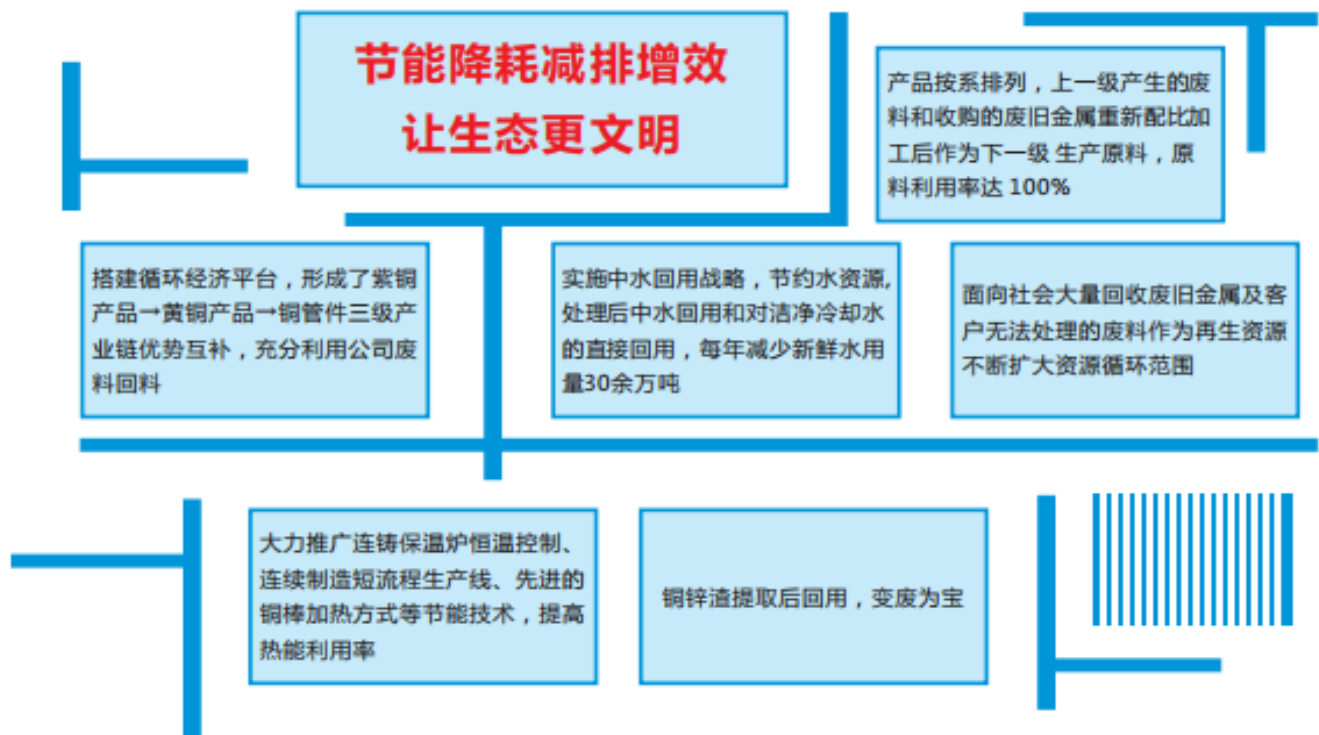 节能降耗减排增效
让生态更文明
产品按系排列，上一级产生的废
料和收购的废旧金属重新配比加
工后作为下一级 生产原料，原
料利用率达 100%
搭建循环经济平台，形成了紫铜
产品→黄铜产品→铜管件三级产
业链优势互补，充分利用公司废
料回料
实施中水回用战略，节约水资源,
处理后中水回用和对洁净冷却水
的直接回用，每年减少新鲜水用
量30余万吨
面向社会大量回收废旧金属及客
户无法处理的废料作为再生资源
不断扩大资源循环范围
大力推广连铸保温炉恒温控制、
连续制造短流程生产线、先进的
铜棒加热方式等节能技术，提高
热能利用率
铜锌渣提取后回用，变废为宝